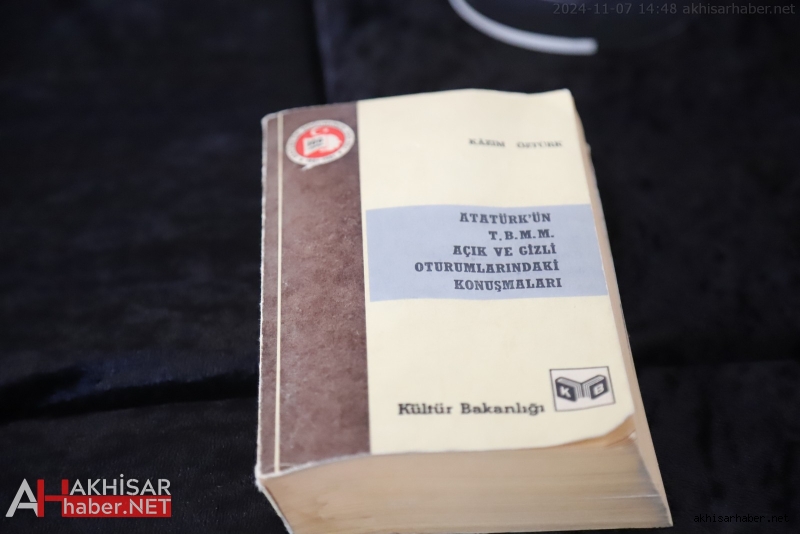 2024-11-07 14:48 akhisarhaber.net
KÂZIM ÖZTÜRK
ATATÜRK'ÜN
T.B.M.M.
AÇIK VE GİZLİ
OTURUMLARINDAKİ
KONUŞMALARI
Kültür Bakanlığı
K B
AKHİSAR
haber.NET
akhisarhaber.net